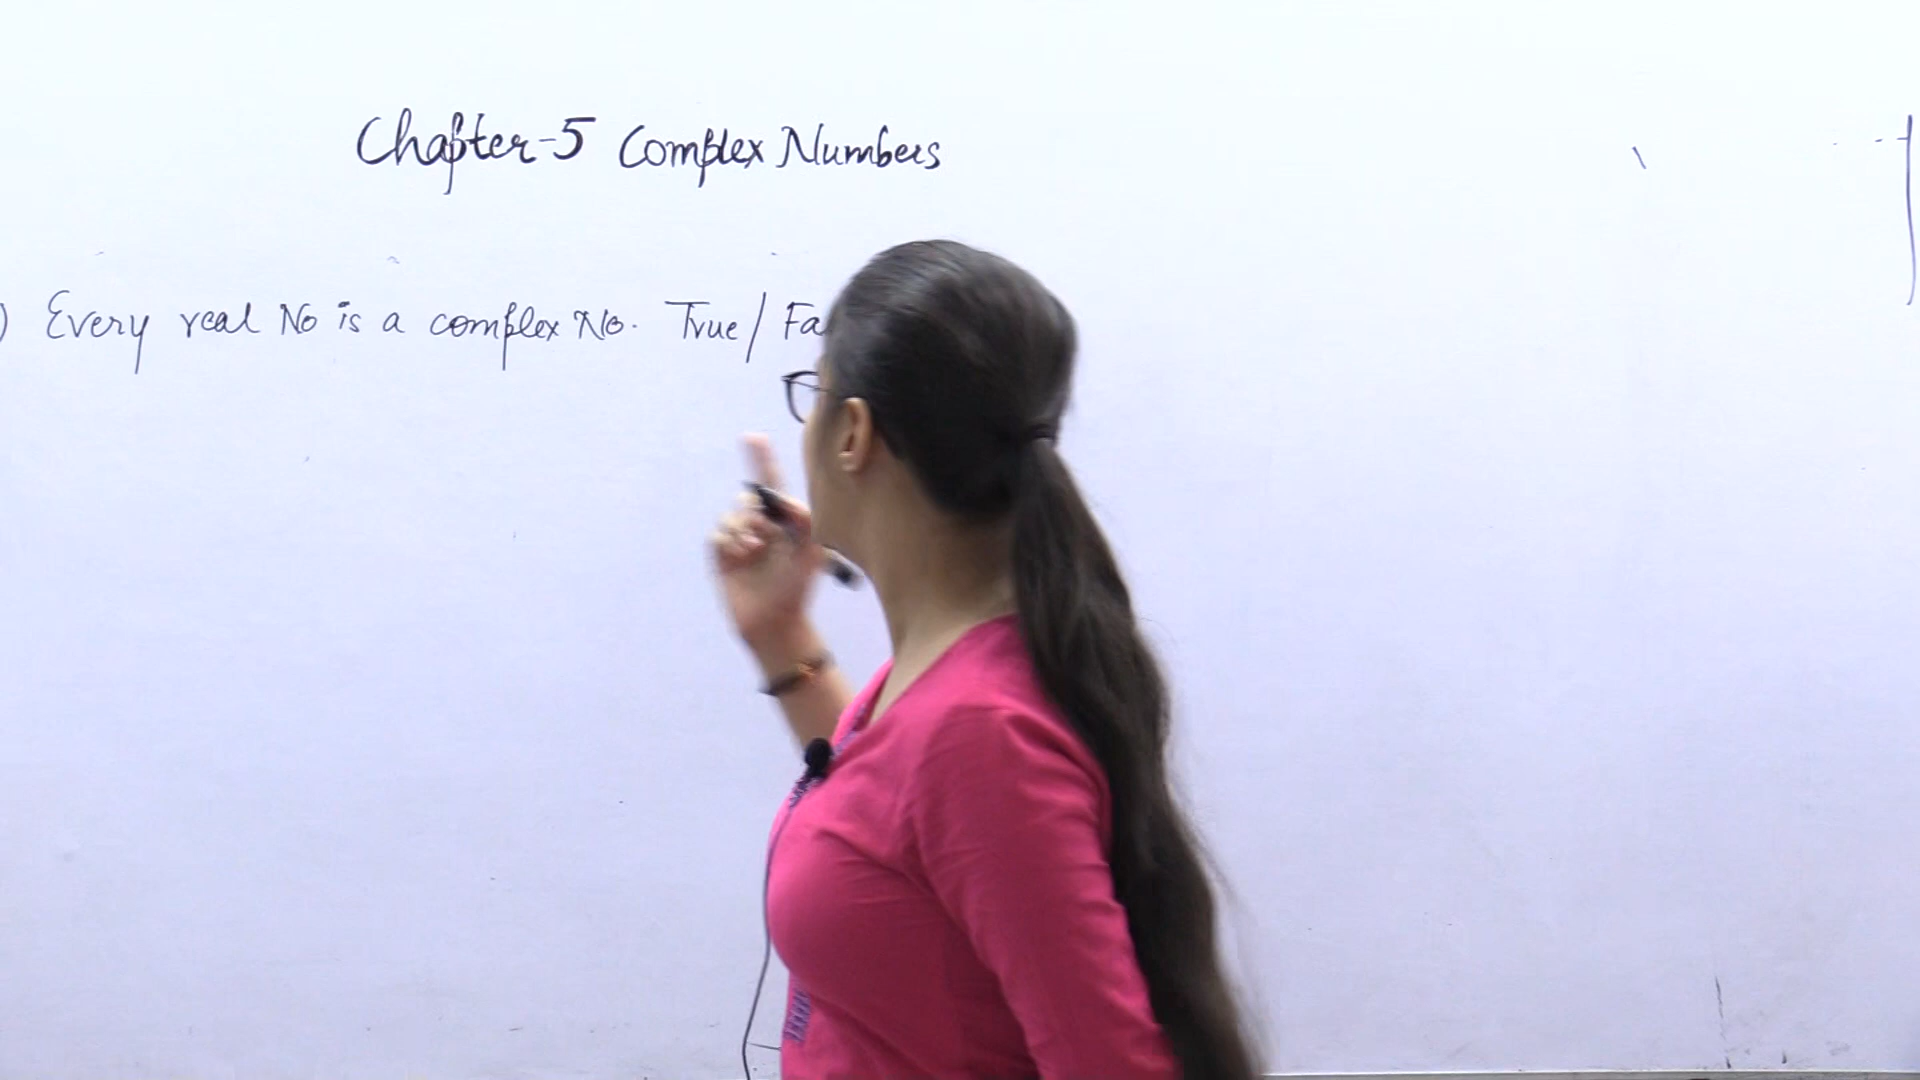 Chapter-5 Complex Numbers
) Every real No is a complex No. True/ Fa